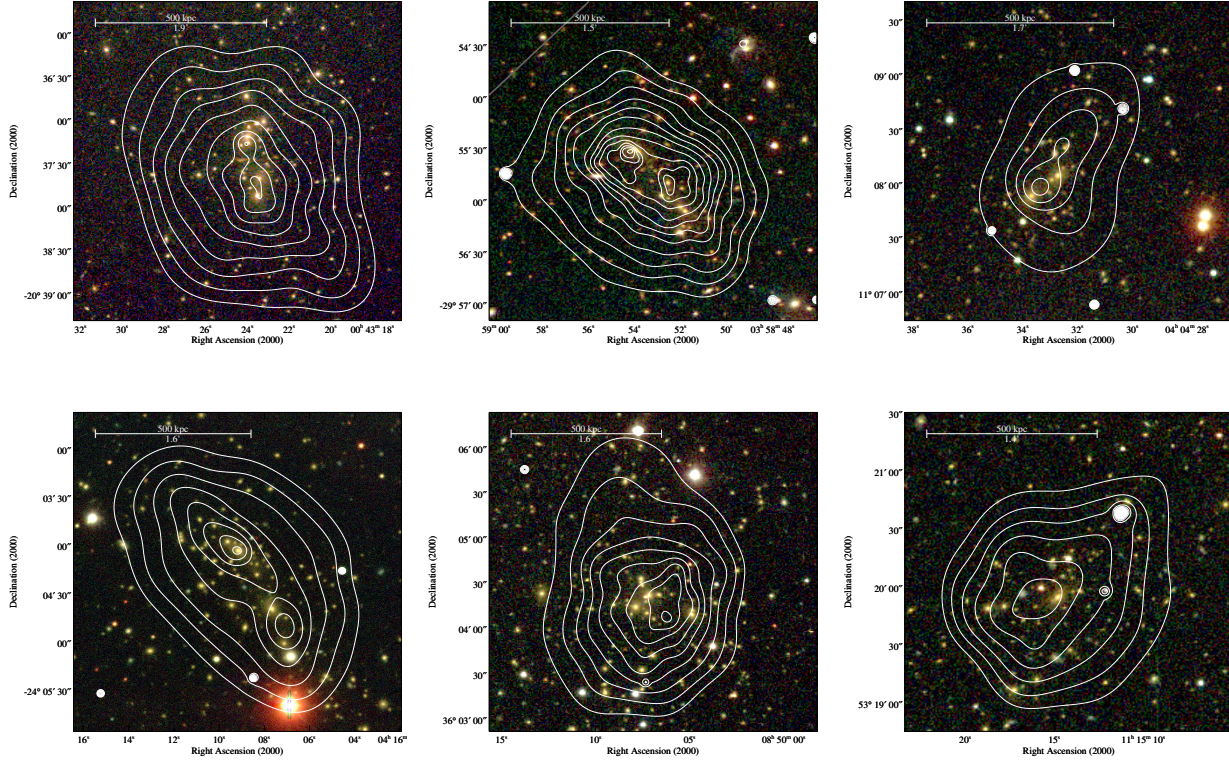 500 kpc
1.9′
Declination (2000)
00″
36′ 30″
00″
37′ 30″
00″
38′ 30″
-20° 39′ 00″
32ˢ 30ˢ 28ˢ 26ˢ 24ˢ 22ˢ 20ˢ 00ʰ 43ᵐ 18ˢ
Right Ascension (2000)
500 kpc
1.5′
Declination (2000)
54′ 30″
00″
55′ 30″
00″
56′ 30″
-29° 57′ 00″
59ᵐ 00ˢ 58ˢ 56ˢ 54ˢ 52ˢ 50ˢ 03ʰ 58ᵐ 48ˢ
Right Ascension (2000)
500 kpc
1.7′
Declination (2000)
30″
09′ 00″
30″
08′ 00″
30″
11° 07′ 00″
38ˢ 36ˢ 34ˢ 32ˢ 30ˢ 04ʰ 04ᵐ 28ˢ
Right Ascension (2000)
500 kpc
1.6′
Declination (2000)
00″
03′ 30″
00″
04′ 30″
00″
-24° 05′ 30″
16ˢ 14ˢ 12ˢ 10ˢ 08ˢ 06ˢ 04ˢ 04ʰ 16ᵐ
Right Ascension (2000)
500 kpc
1.6′
Declination (2000)
06′ 00″
30″
05′ 00″
30″
04′ 00″
30″
36° 03′ 00″
15ˢ 10ˢ 05ˢ 08ʰ 50ᵐ 00ˢ
Right Ascension (2000)
500 kpc
1.4′
Declination (2000)
30″
21′ 00″
30″
20′ 00″
30″
53° 19′ 00″
20ˢ 15ˢ 11ʰ 15ᵐ 10ˢ
Right Ascension (2000)